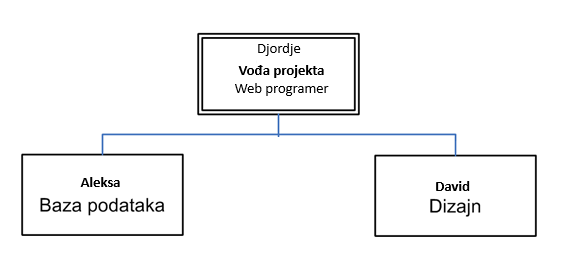 Djordje
Vođa projekta
Web programer
Aleksa
Baza podataka
David
Dizajn